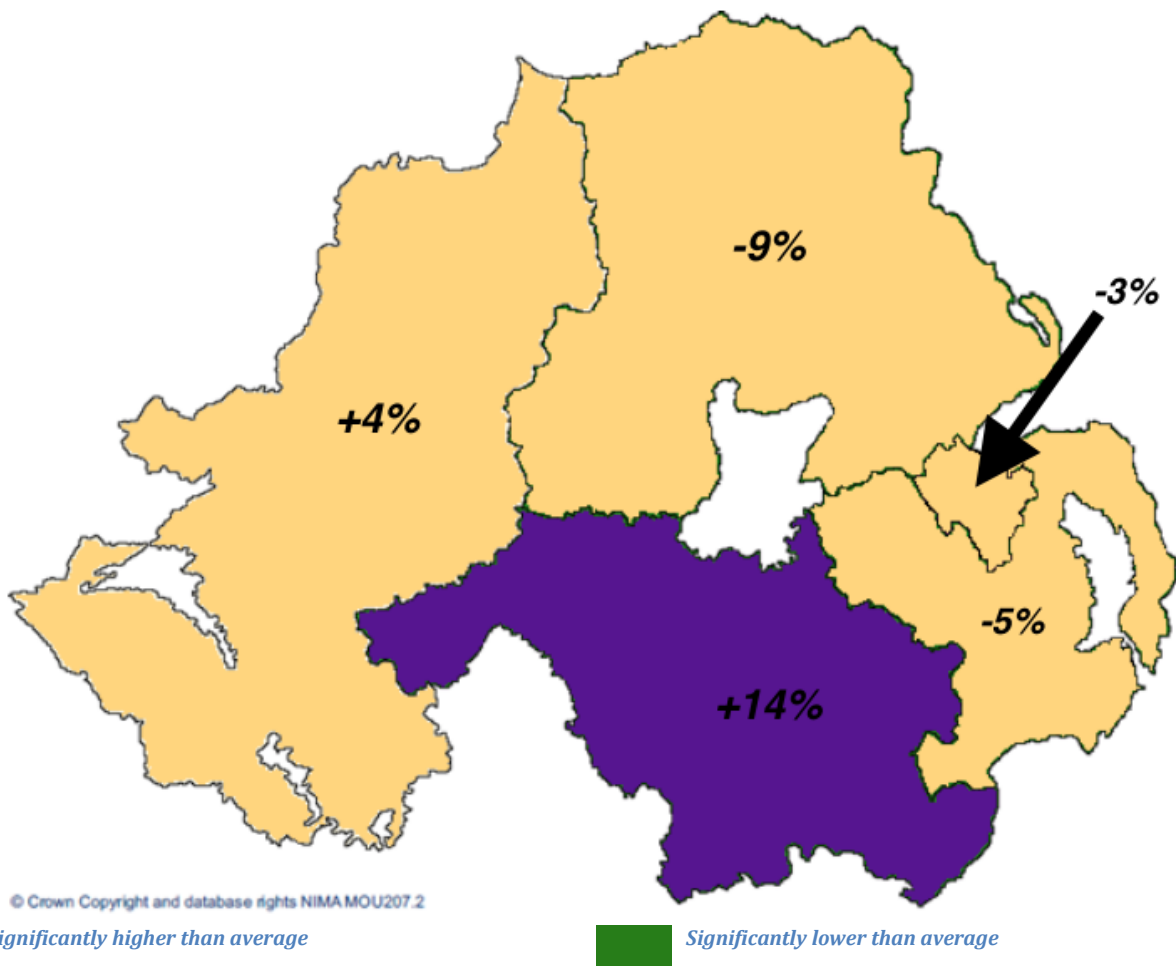 -9%
-3%
+4%
-5%
+14%
© Crown Copyright and database rights NIMA MOU207.2
ignificantly higher than average
Significantly lower than average